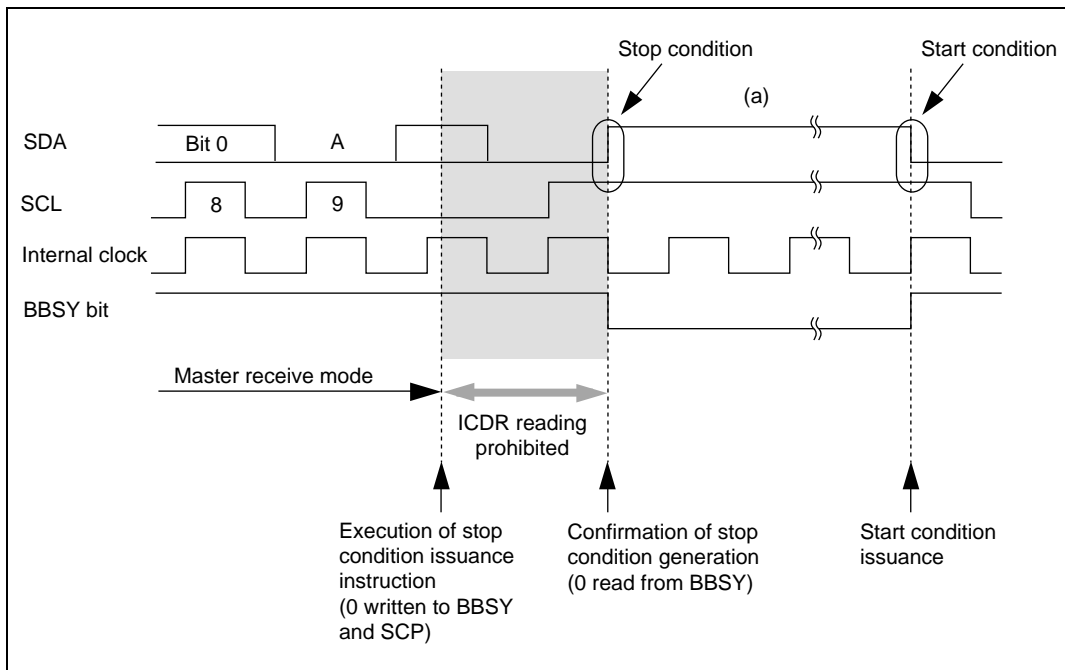 Stop condition
Start condition
(a)
SDA
Bit 0
A
SCL
8
9
Internal clock
BBSY bit
Master receive mode
ICDR reading
prohibited
Execution of stop
condition issuance
instruction
(0 written to BBSY
and SCP)
Confirmation of stop
condition generation
(0 read from BBSY)
Start condition
issuance